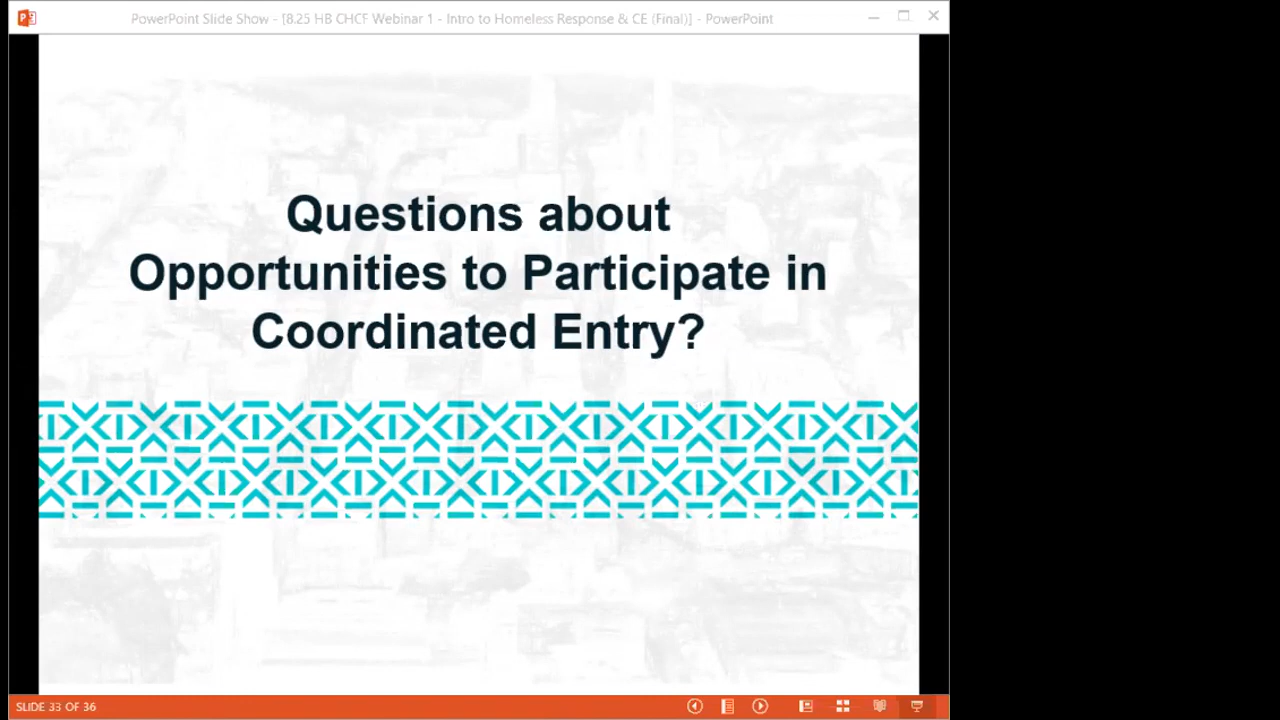 PowerPoint Slide Show - [8.25 HB CHCF Webinar 1 - Intro to Homeless Response & CE (Final)] - PowerPoint
Questions about
Opportunities to Participate in
Coordinated Entry?
SLIDE 33 OF 36